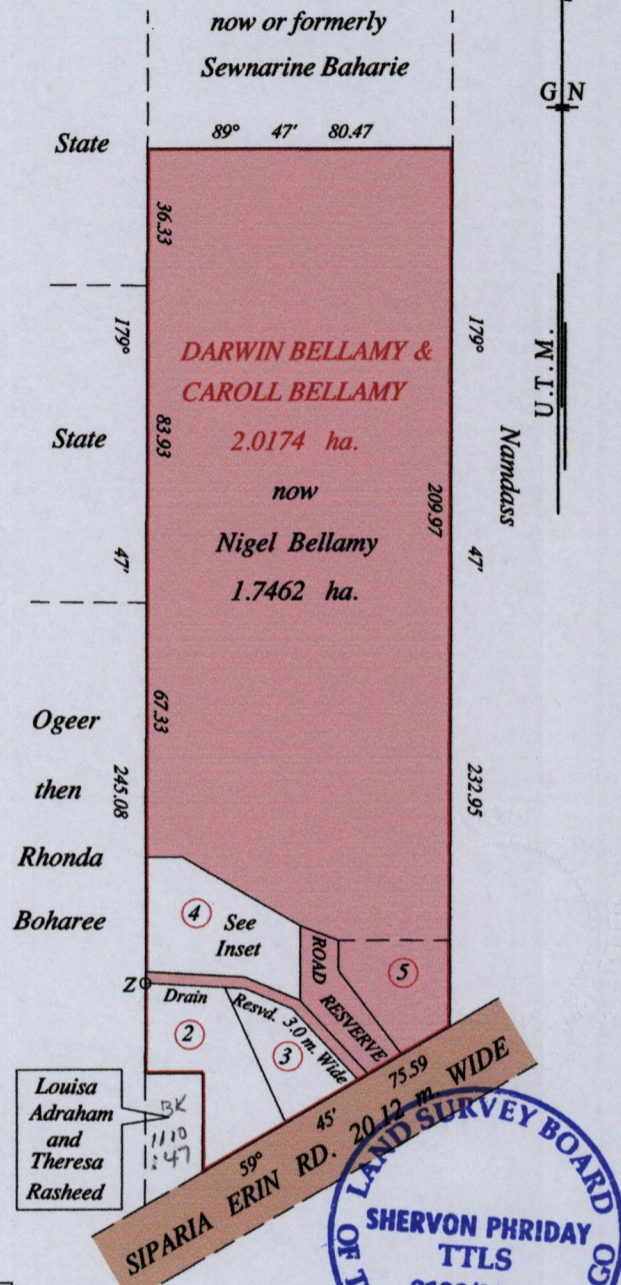 now or formerly
Sewnarine Baharie
G N
State
89° 47' 80.47
36.33
179°
179°
U.T.M.
DARWIN BELLAMY &
CAROLL BELLAMY
2.0174 ha.
now
Nigel Bellamy
1.7462 ha.
State
83.93
209.97
Namdass
47'
47'
67.33
Ogeer
then
Rhonda
Boharee
245.08
232.95
4
See
Inset
ROAD RESVERVE
5
Z
Drain
Resvd. 3.0 m. Wide
2
3
75.59
59° 45'
SIPARIA ERIN RD. 20.12 m. WIDE
Louisa
Adraham
and
Theresa
Rasheed
BK
1110
:47
LAND SURVEY BOARD
OF T
GO
SHERVON PHRIDAY
TTLS